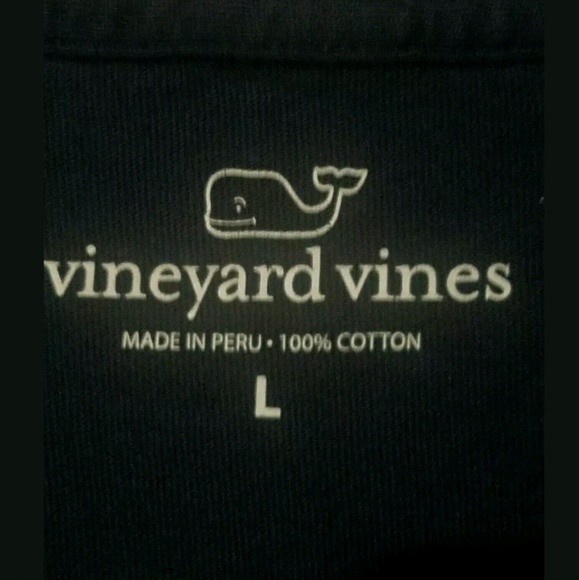 vineyard vines
MADE IN PERU • 100% COTTON
L